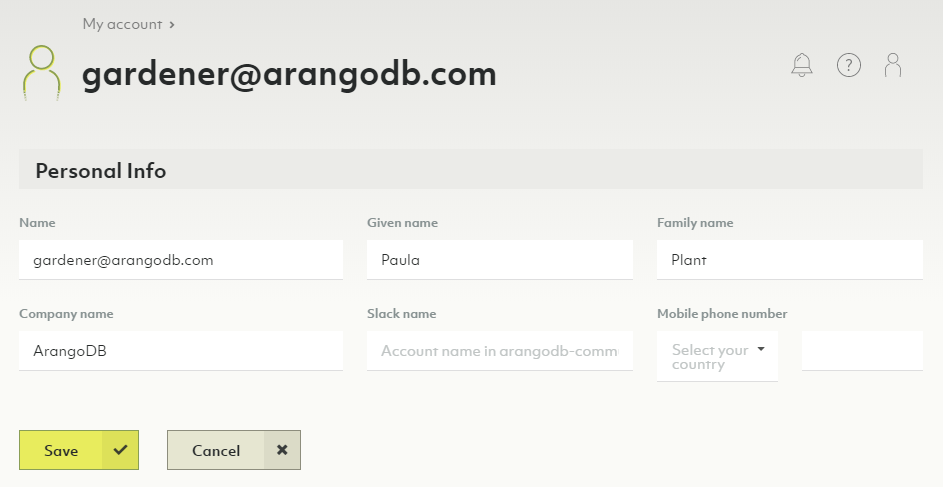 My account
gardener@arangodb.com
?
Personal Info
Name
Given name
Family name
gardener@arangodb.com
Paula
Plant
Company name
Slack name
Mobile phone number
ArangoDB
Account name in arangodb-comm
Select your
country
Save
Cancel